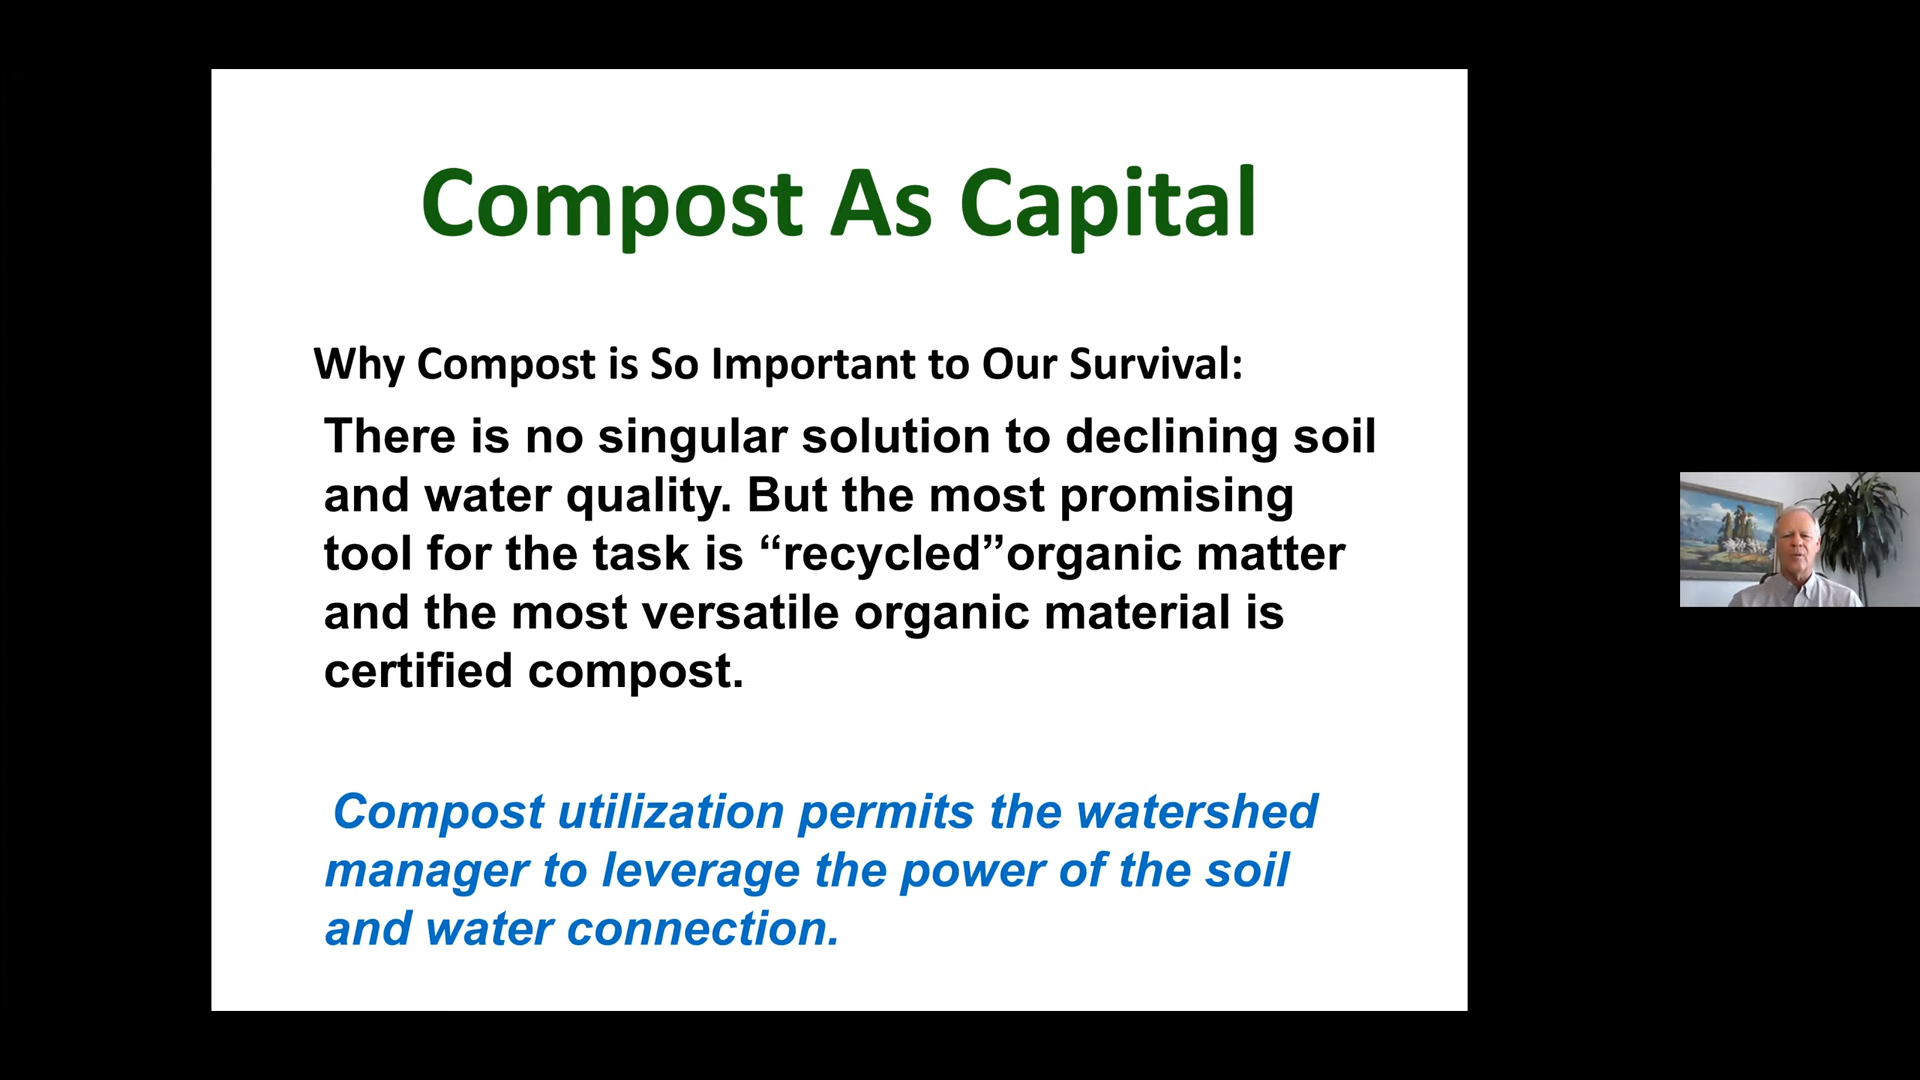 Compost As Capital
Why Compost is So Important to Our Survival:
There is no singular solution to declining soil
and water quality. But the most promising
tool for the task is “recycled”organic matter
and the most versatile organic material is
certified compost.
Compost utilization permits the watershed
manager to leverage the power of the soil
and water connection.